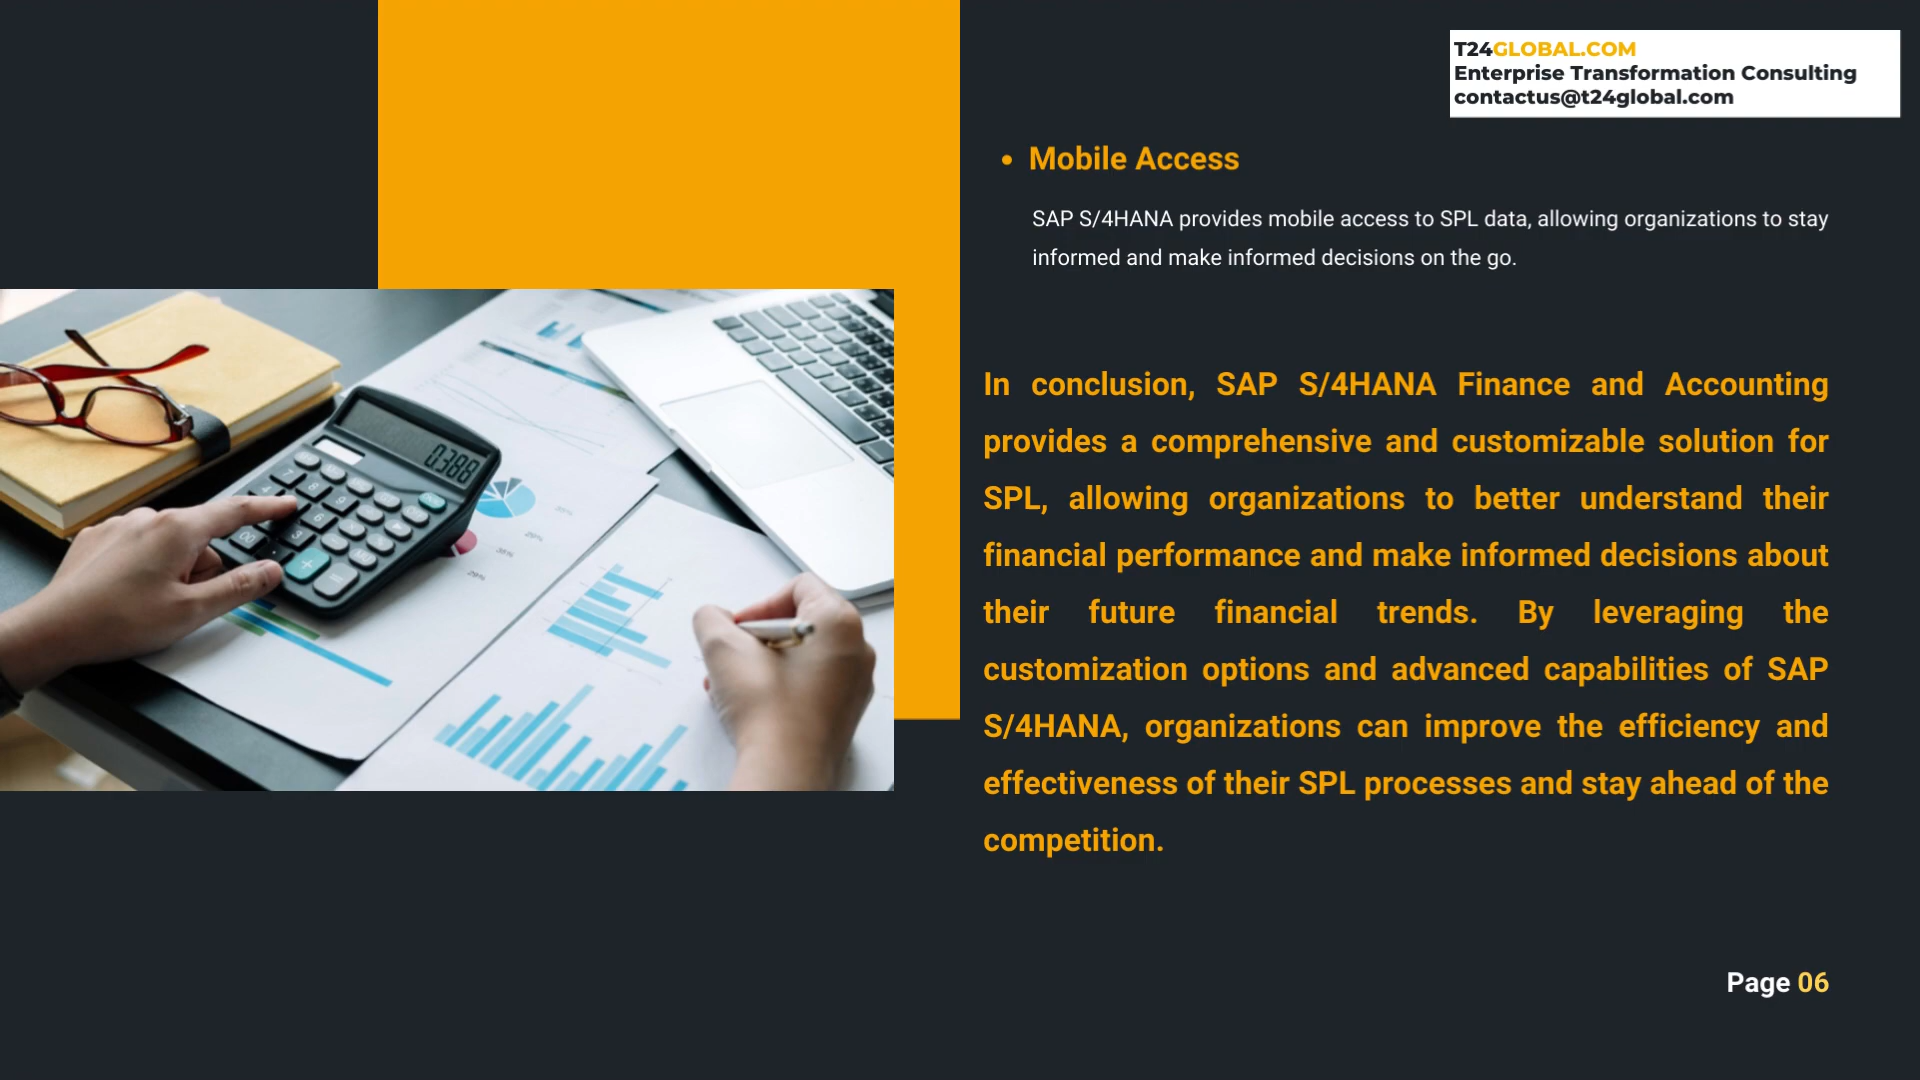 T24GLOBAL.COM
Enterprise Transformation Consulting
contactus@t24global.com
• Mobile Access
SAP S/4HANA provides mobile access to SPL data, allowing organizations to stay
informed and make informed decisions on the go.
In conclusion, SAP S/4HANA Finance and Accounting
provides a comprehensive and customizable solution for
SPL, allowing organizations to better understand their
financial performance and make informed decisions about
their future financial trends. By leveraging the
customization options and advanced capabilities of SAP
S/4HANA, organizations can improve the efficiency and
effectiveness of their SPL processes and stay ahead of the
competition.
Page 06